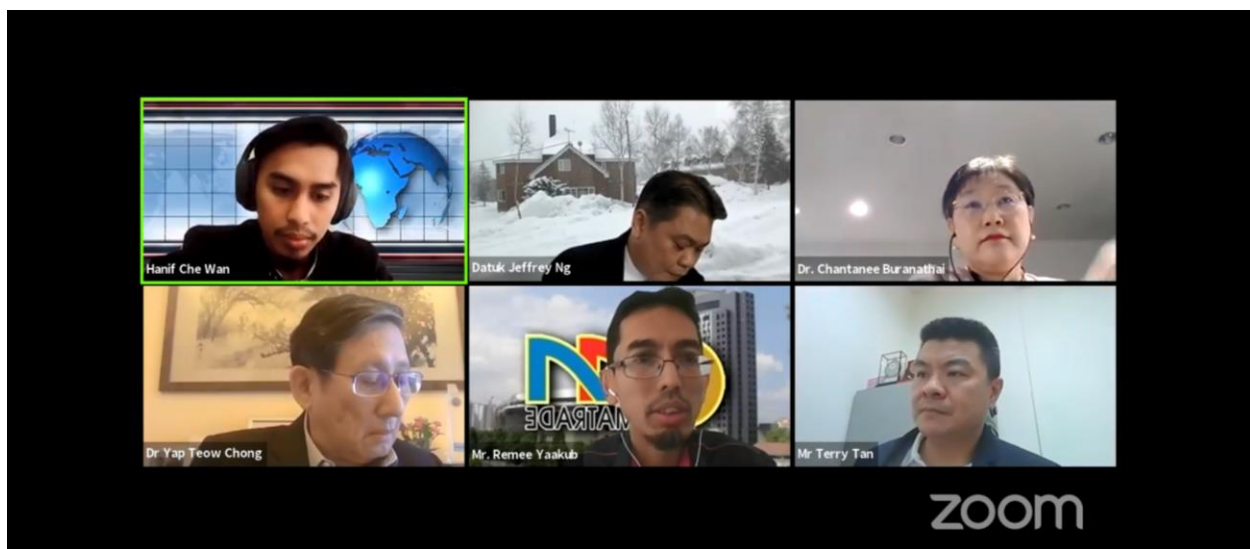 Hanif Che Wan
Datuk Jeffrey Ng
Dr. Chantanee Buranathai
Dr Yap Teow Chong
MATRADE
Mr. Remee Yaakub
Mr Terry Tan
zoom